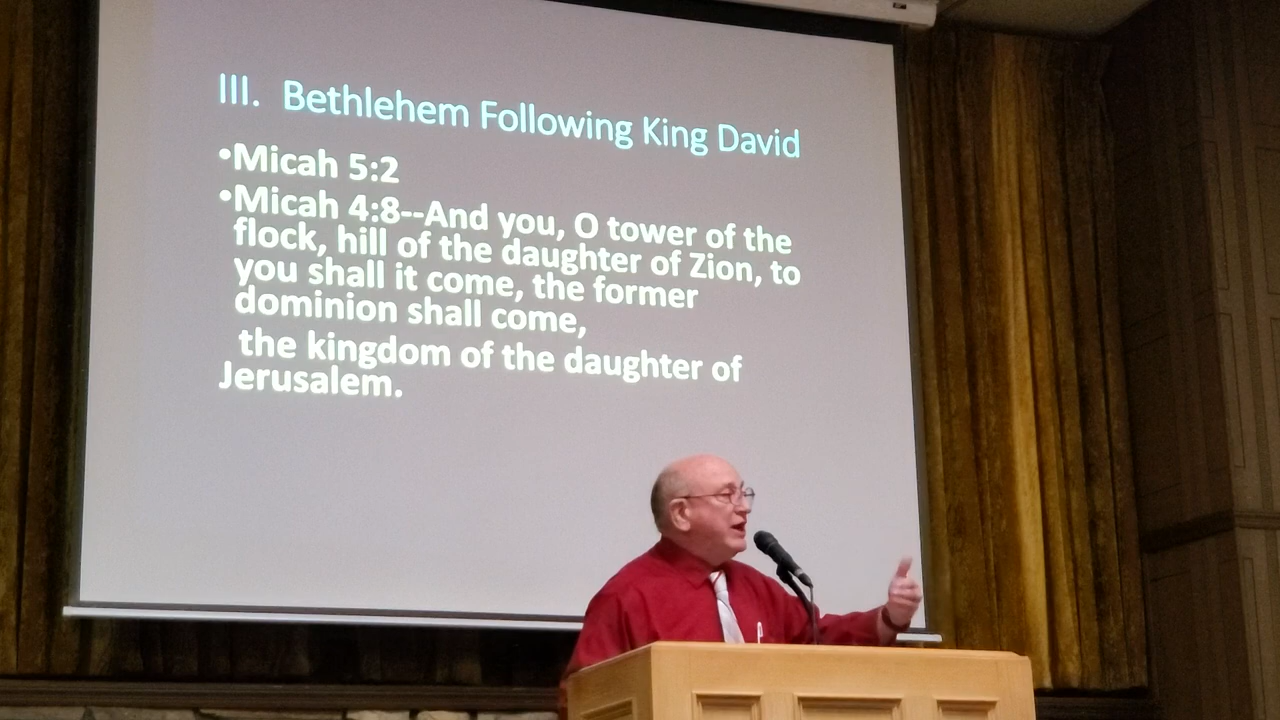 III. Bethlehem Following King David
•Micah 5:2
•Micah 4:8--And you, O tower of the
flock, hill of the daughter of Zion, to
you shall it come, the former
dominion shall come,
the kingdom of the daughter of
Jerusalem.